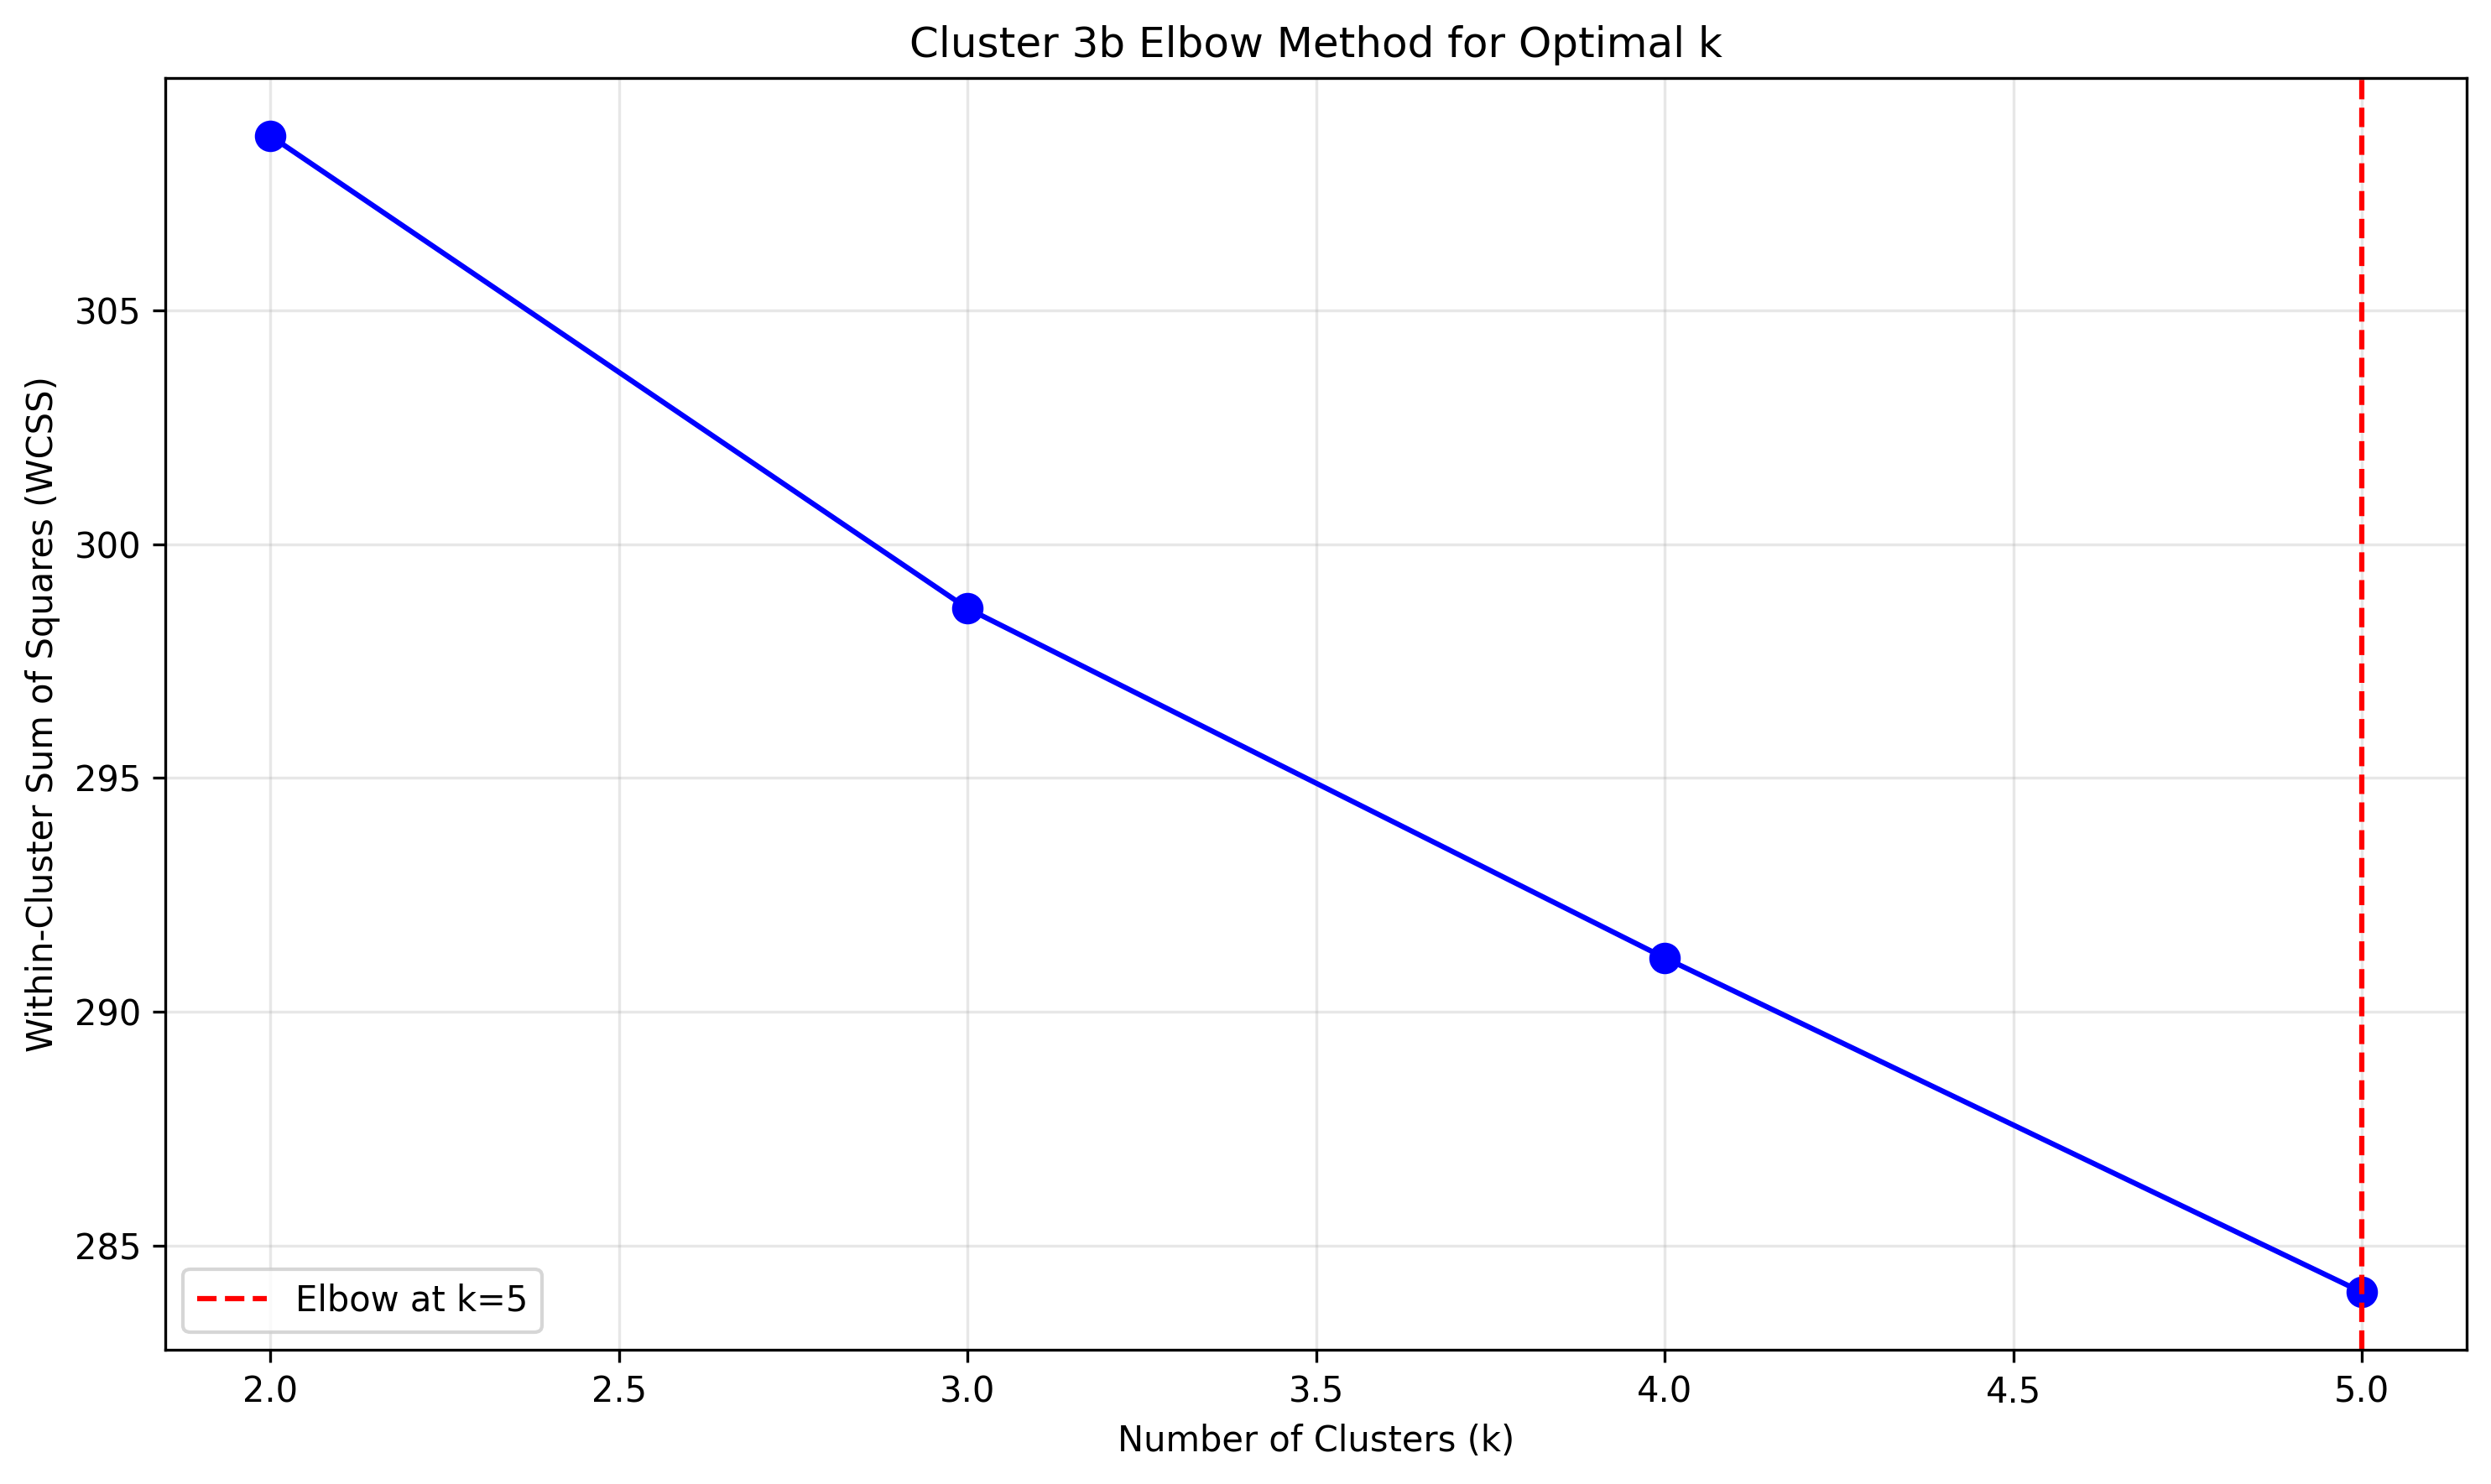 Cluster 3b Elbow Method for Optimal k
Within-Cluster Sum of Squares (WCSS)
305
300
295
290
285
Elbow at k=5
2.0 2.5 3.0 3.5 4.0 4.5 5.0
Number of Clusters (k)